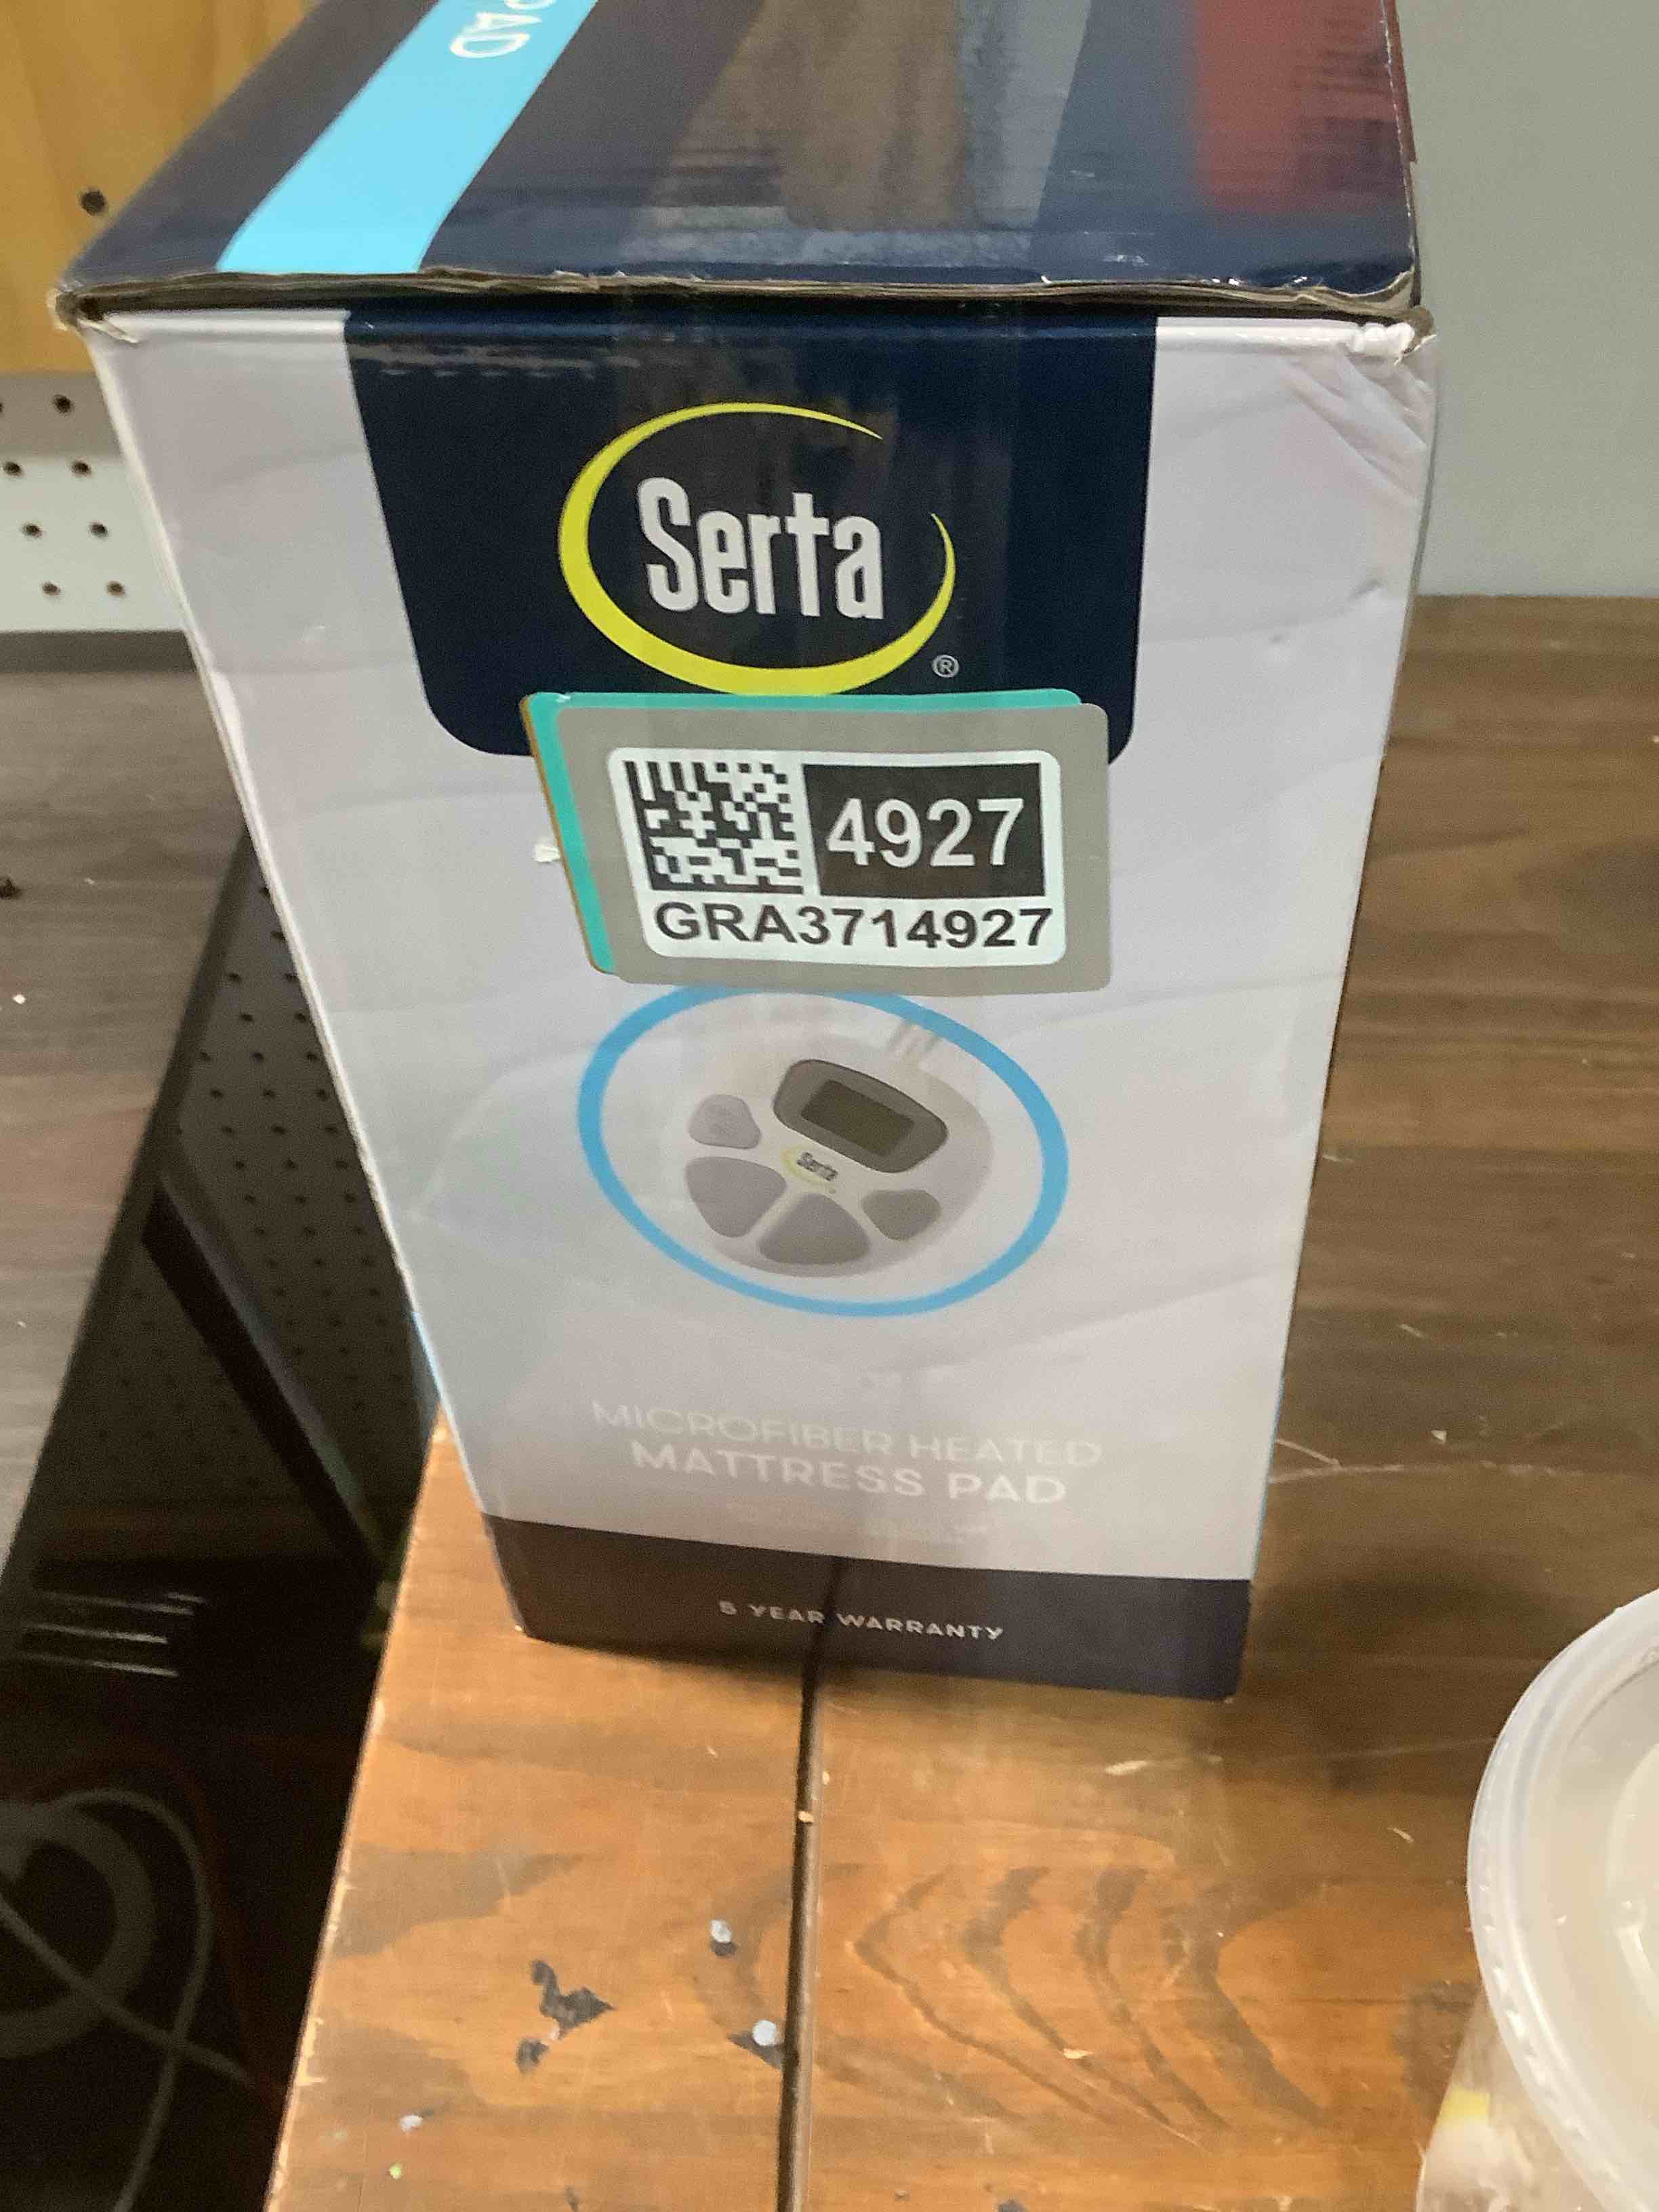 PAD
Serta
®
4927
GRA3714927
Serta
MICROFIBER HEATED
MATTRESS PAD
5 YEAR WARRANTY